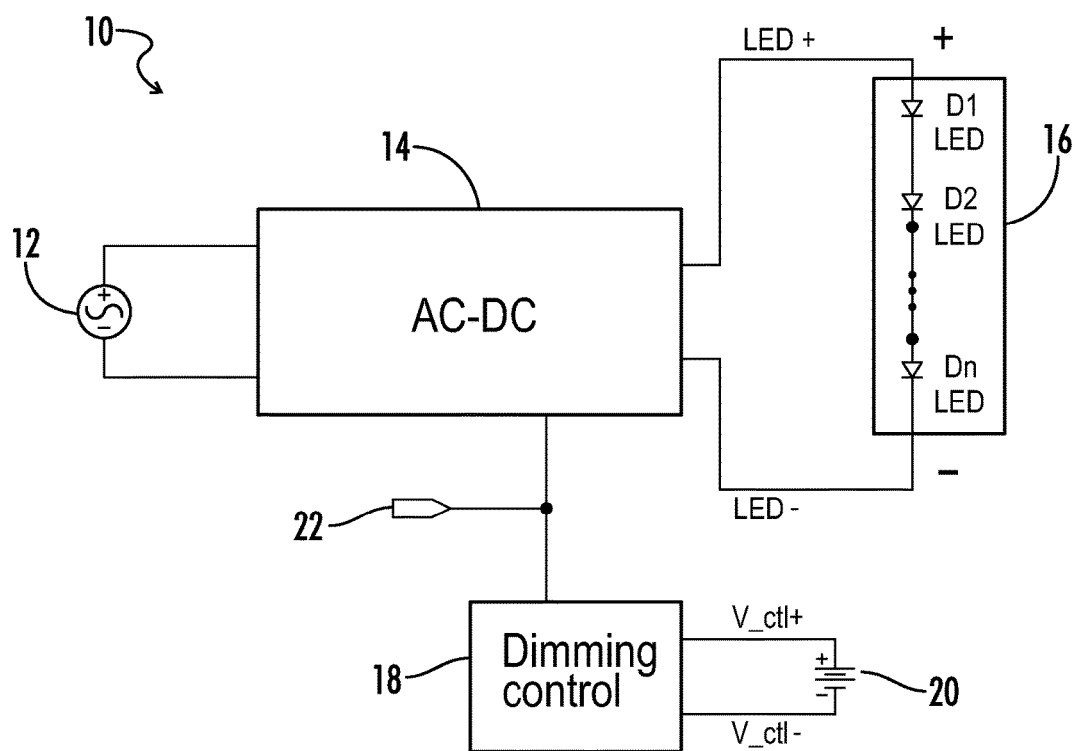 10
LED +
+
D1
LED
16
14
D2
LED
12
+
−
AC-DC
Dn
LED
−
LED -
22
V_ctl+
Dimming
control
18
+
−
20
V_ctl-